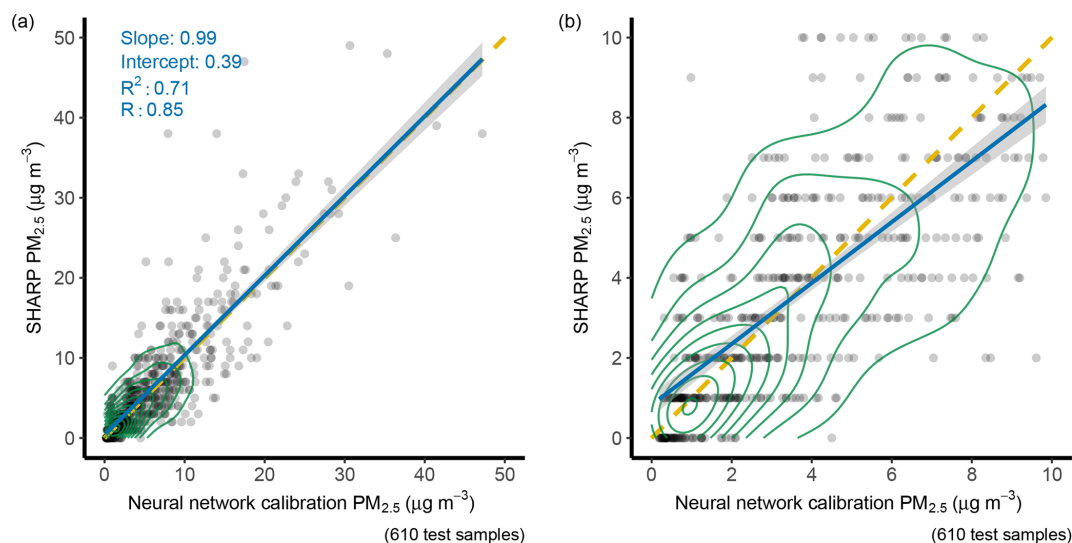 (a)
Slope: 0.99
Intercept: 0.39
R² : 0.71
R : 0.85
SHARP PM₂.₅ (µg m⁻³)
50
40
30
20
10
0
0 10 20 30 40 50
Neural network calibration PM₂.₅ (µg m⁻³)
(610 test samples)
(b)
SHARP PM₂.₅ (µg m⁻³)
10
8
6
4
2
0
0 2 4 6 8 10
Neural network calibration PM₂.₅ (µg m⁻³)
(610 test samples)